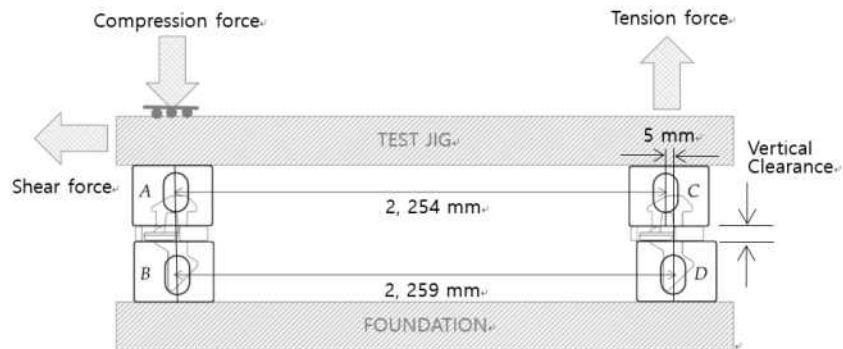 Compression force
Tension force
TEST JIG
5 mm
Vertical
Clearance
Shear force
A
C
2, 254 mm
B
D
2, 259 mm
FOUNDATION